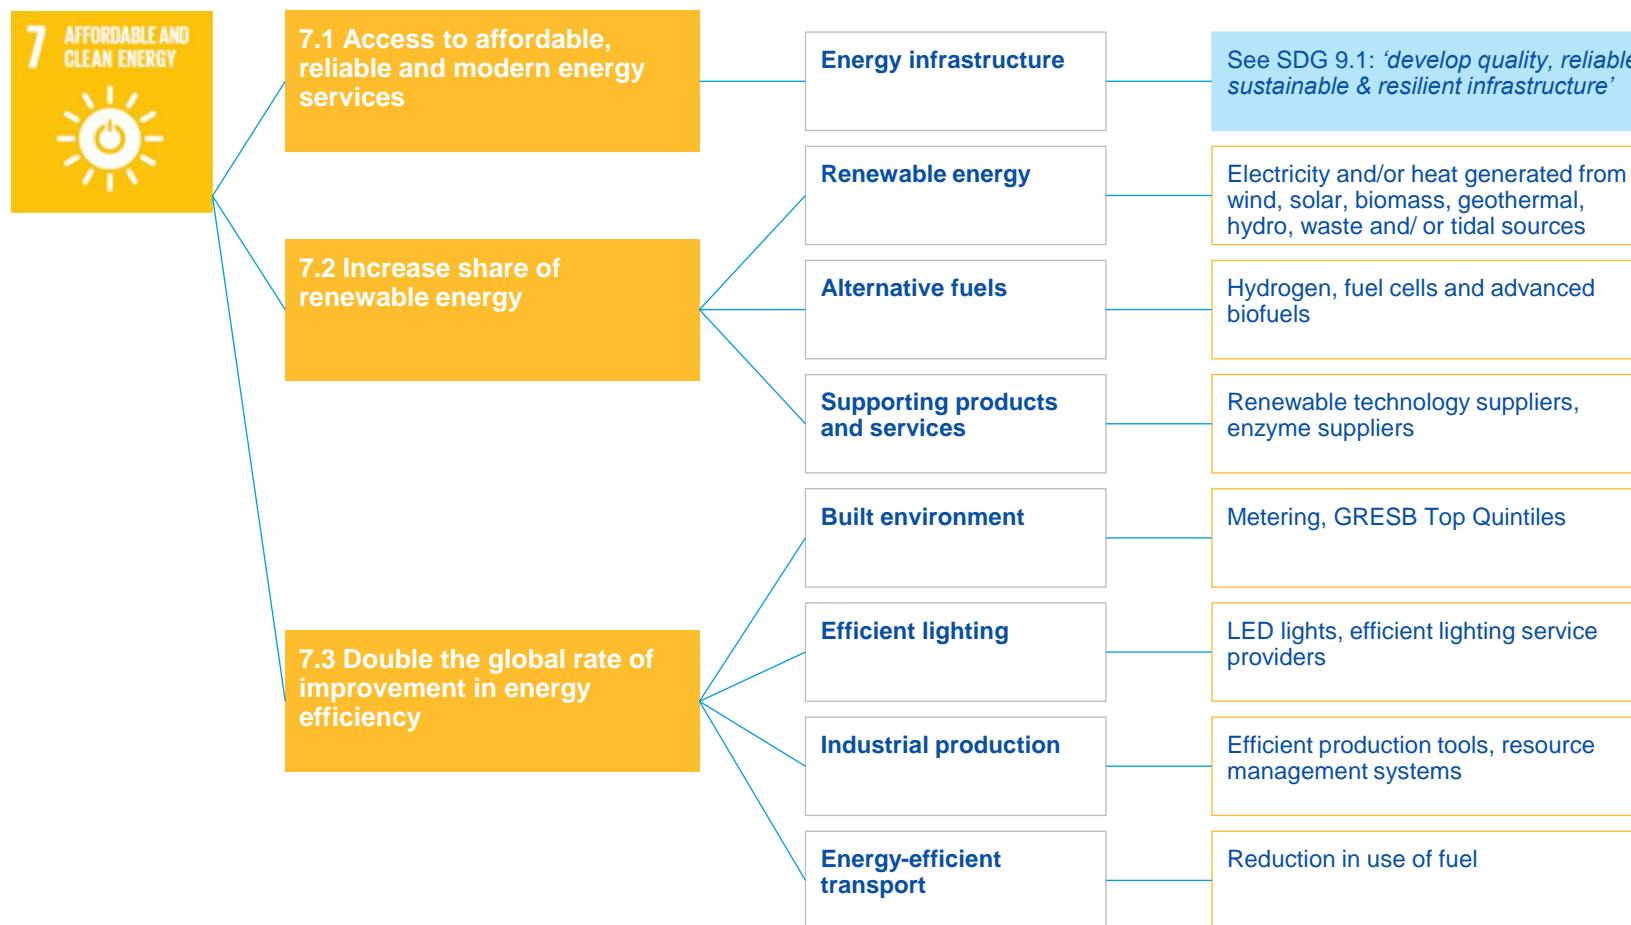 7 AFFORDABLE AND
CLEAN ENERGY
7.1 Access to affordable,
reliable and modern energy
services
Energy infrastructure
See SDG 9.1: ‘develop quality, reliable
sustainable & resilient infrastructure’
7.2 Increase share of
renewable energy
Renewable energy
Electricity and/or heat generated from
wind, solar, biomass, geothermal,
hydro, waste and/ or tidal sources
Alternative fuels
Hydrogen, fuel cells and advanced
biofuels
Supporting products
and services
Renewable technology suppliers,
enzyme suppliers
7.3 Double the global rate of
improvement in energy
efficiency
Built environment
Metering, GRESB Top Quintiles
Efficient lighting
LED lights, efficient lighting service
providers
Industrial production
Efficient production tools, resource
management systems
Energy-efficient
transport
Reduction in use of fuel